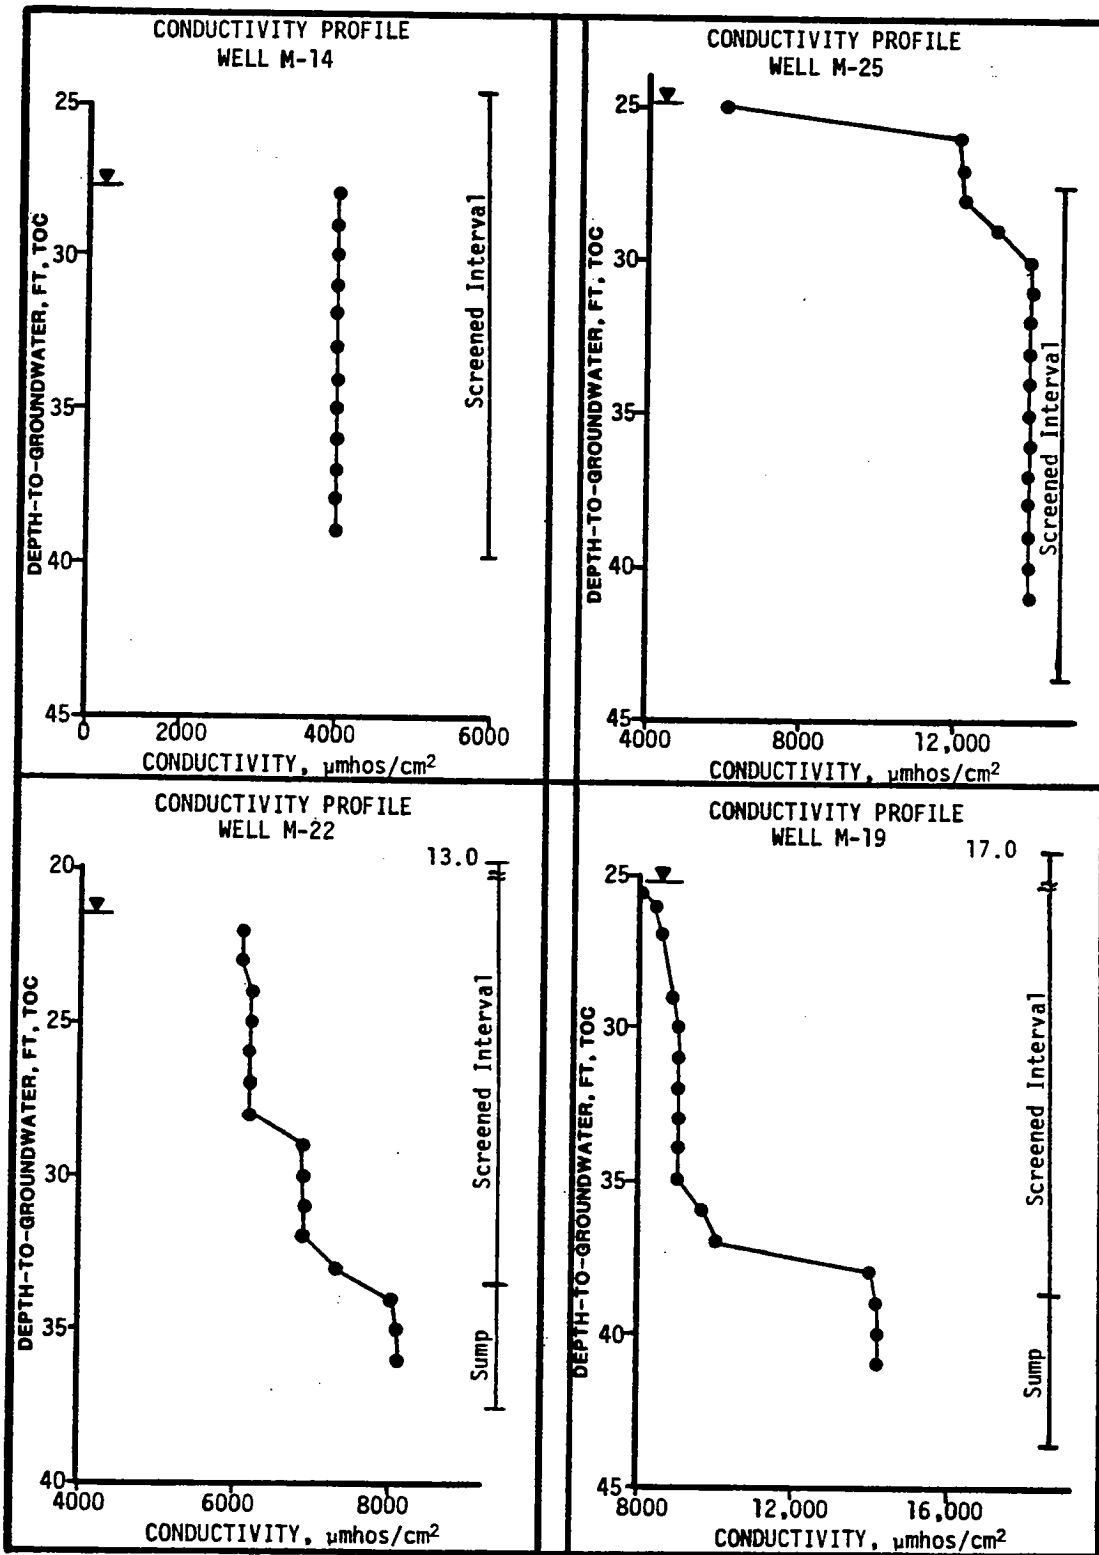 CONDUCTIVITY PROFILE
WELL M-14
25
30
35
40
45
0 2000 4000 6000
DEPTH-TO-GROUNDWATER, FT, TOC
Screened Interval
CONDUCTIVITY, µmhos/cm²
CONDUCTIVITY PROFILE
WELL M-25
25
30
35
40
45
4000 8000 12,000
DEPTH-TO-GROUNDWATER, FT, TOC
Screened Interval
CONDUCTIVITY, µmhos/cm²
CONDUCTIVITY PROFILE
WELL M-22
13.0
20
25
30
35
40
4000 6000 8000
DEPTH-TO-GROUNDWATER, FT, TOC
Screened Interval
Sump
CONDUCTIVITY, µmhos/cm²
CONDUCTIVITY PROFILE
WELL M-19
17.0
25
30
35
40
45
8000 12,000 16,000
DEPTH-TO-GROUNDWATER, FT, TOC
Screened Interval
Sump
CONDUCTIVITY, µmhos/cm²